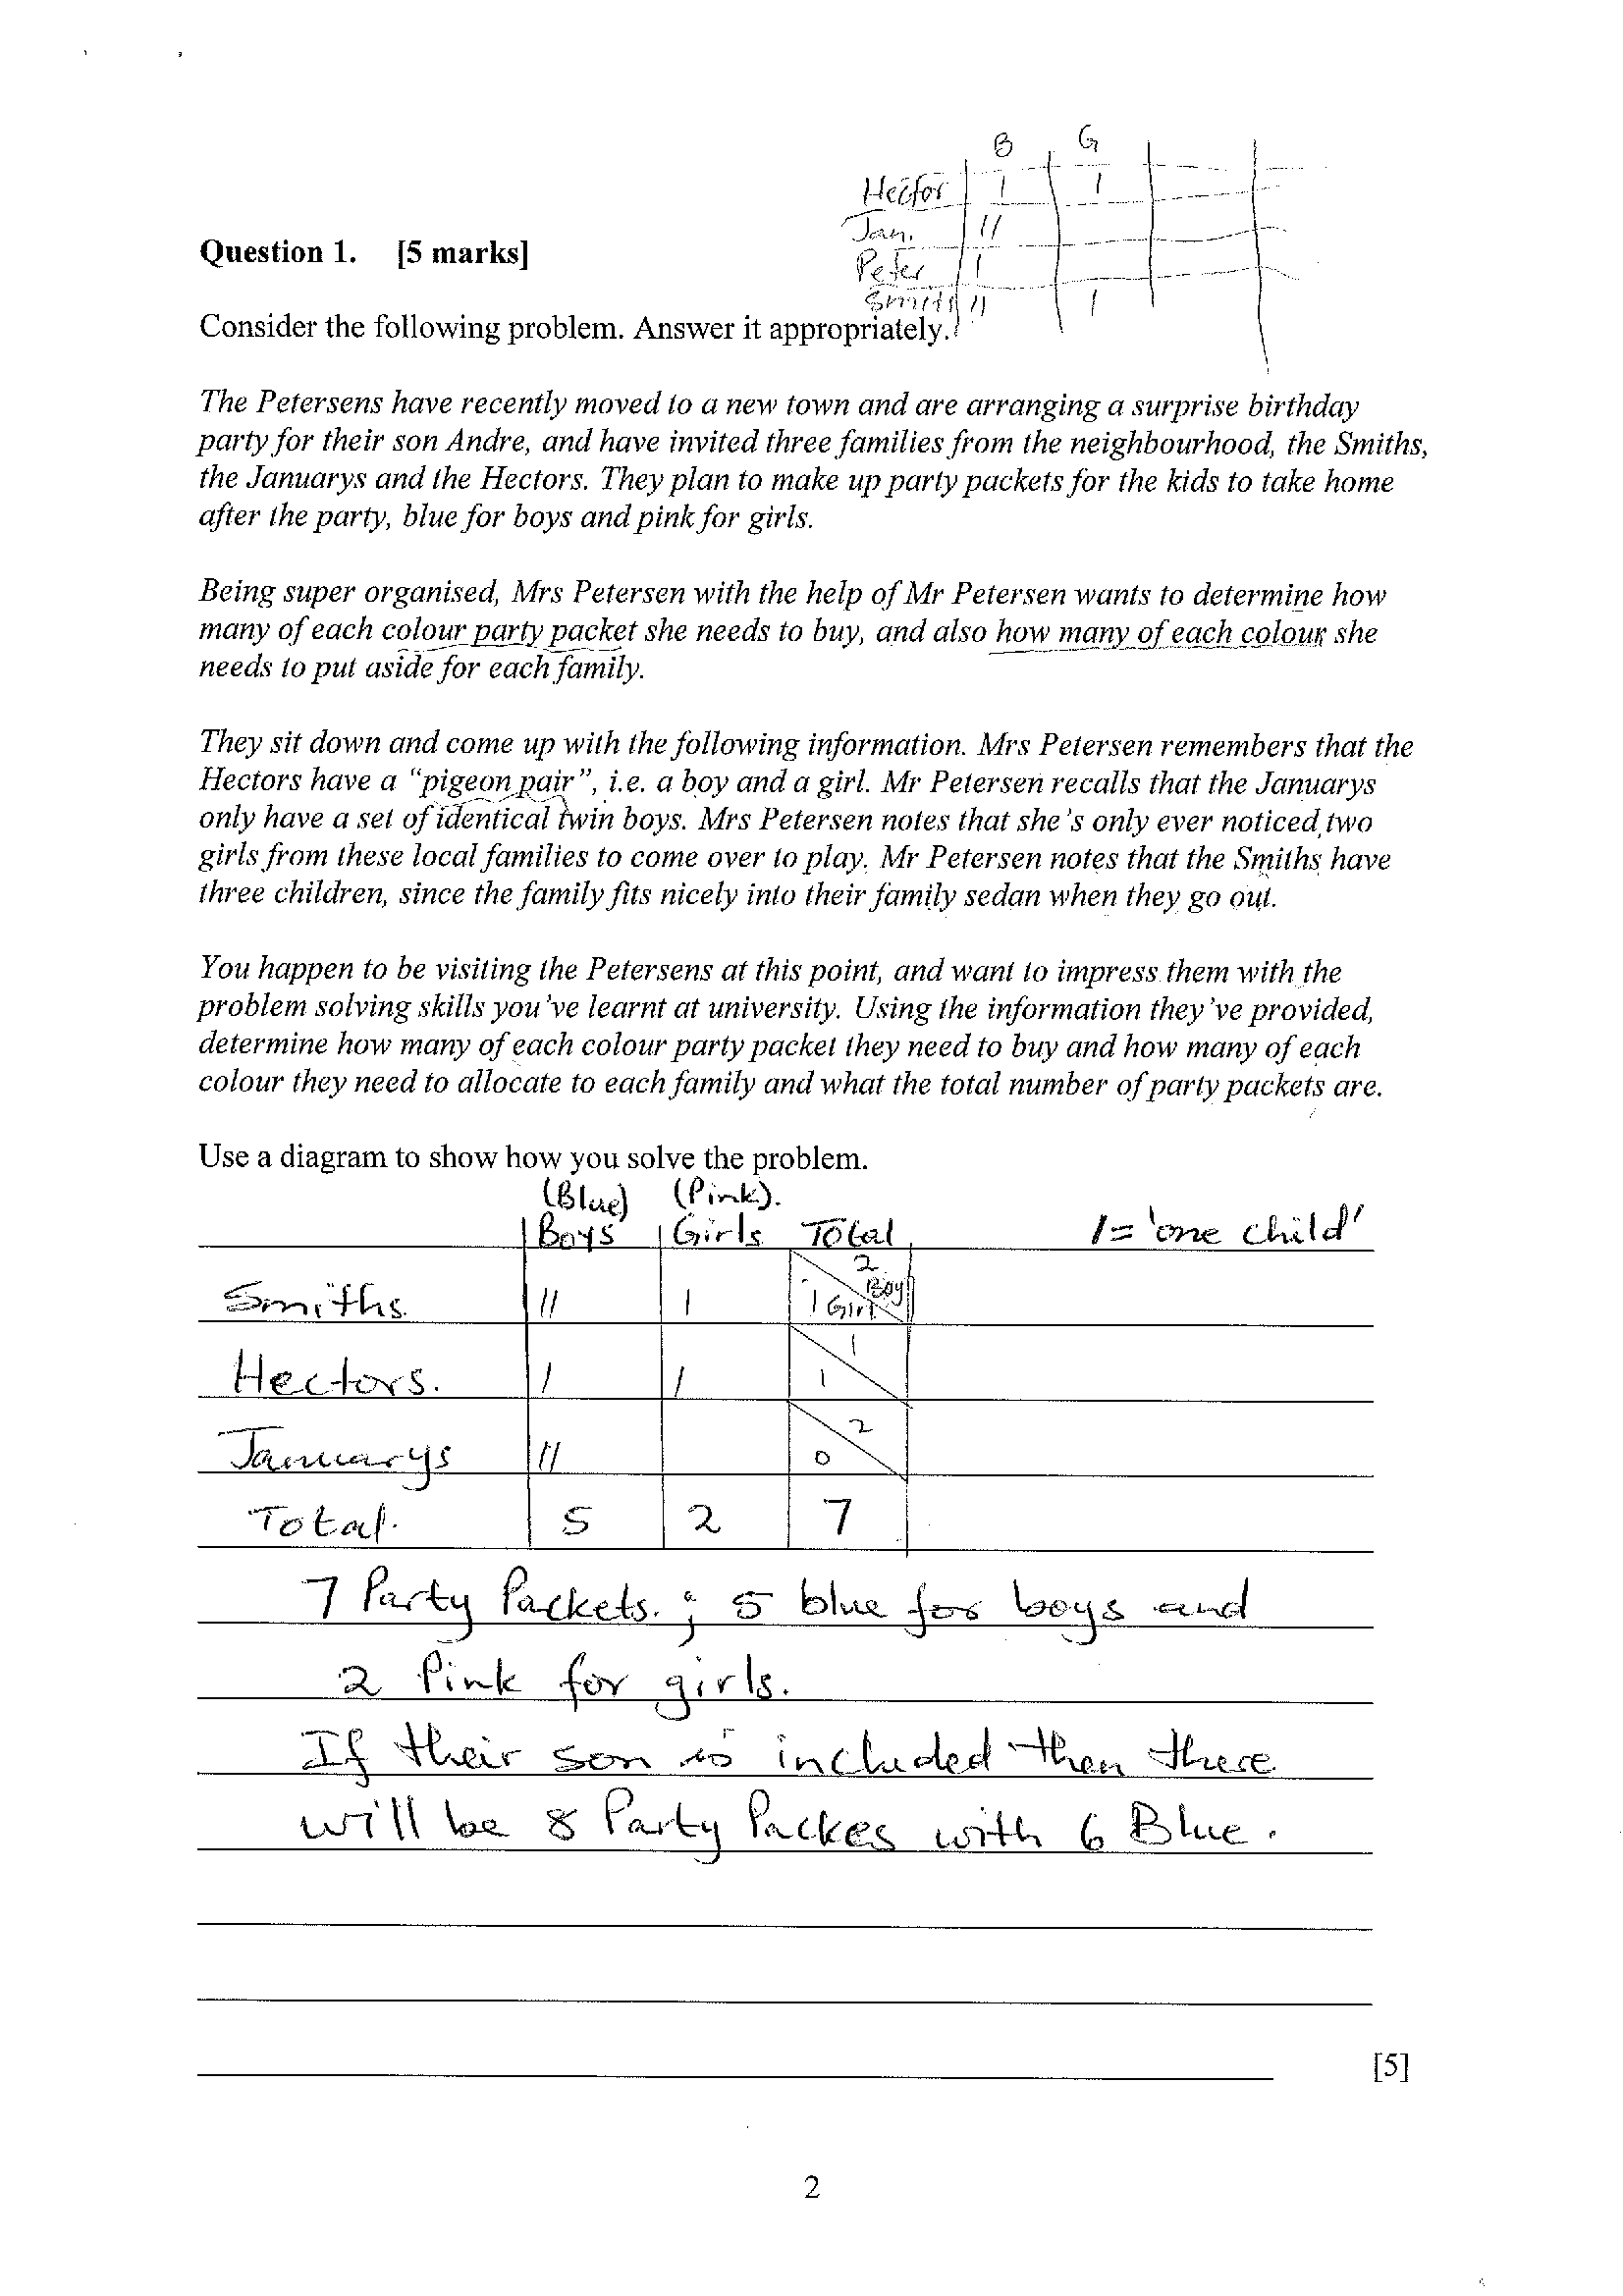 B G
Hector 1 1
Jan. 11
Peter 1
Smith 11 1
Question 1. [5 marks]
Consider the following problem. Answer it appropriately.
The Petersens have recently moved to a new town and are arranging a surprise birthday
party for their son Andre, and have invited three families from the neighbourhood, the Smiths,
the Januarys and the Hectors. They plan to make up party packets for the kids to take home
after the party, blue for boys and pink for girls.
Being super organised, Mrs Petersen with the help of Mr Petersen wants to determine how
many of each colour party packet she needs to buy, and also how many of each colour she
needs to put aside for each family.
They sit down and come up with the following information. Mrs Petersen remembers that the
Hectors have a “pigeon pair”, i.e. a boy and a girl. Mr Petersen recalls that the Januarys
only have a set of identical twin boys. Mrs Petersen notes that she's only ever noticed two
girls from these local families to come over to play. Mr Petersen notes that the Smiths have
three children, since the family fits nicely into their family sedan when they go out.
You happen to be visiting the Petersens at this point, and want to impress them with the
problem solving skills you've learnt at university. Using the information they've provided,
determine how many of each colour party packet they need to buy and how many of each
colour they need to allocate to each family and what the total number of party packets are.
Use a diagram to show how you solve the problem.
(Blue) (Pink).
Boys Girls Total 1 = 'one child'
Smiths 11 1 1 Girl 2 Boy
Hectors. 1 1 1 1
Januarys 11 0 2
Total. 5 2 7
7 Party Packets. ; 5 blue for boys and
2 Pink for girls.
If their son is included then there
will be 8 Party Packes with 6 Blue.
[5]
2